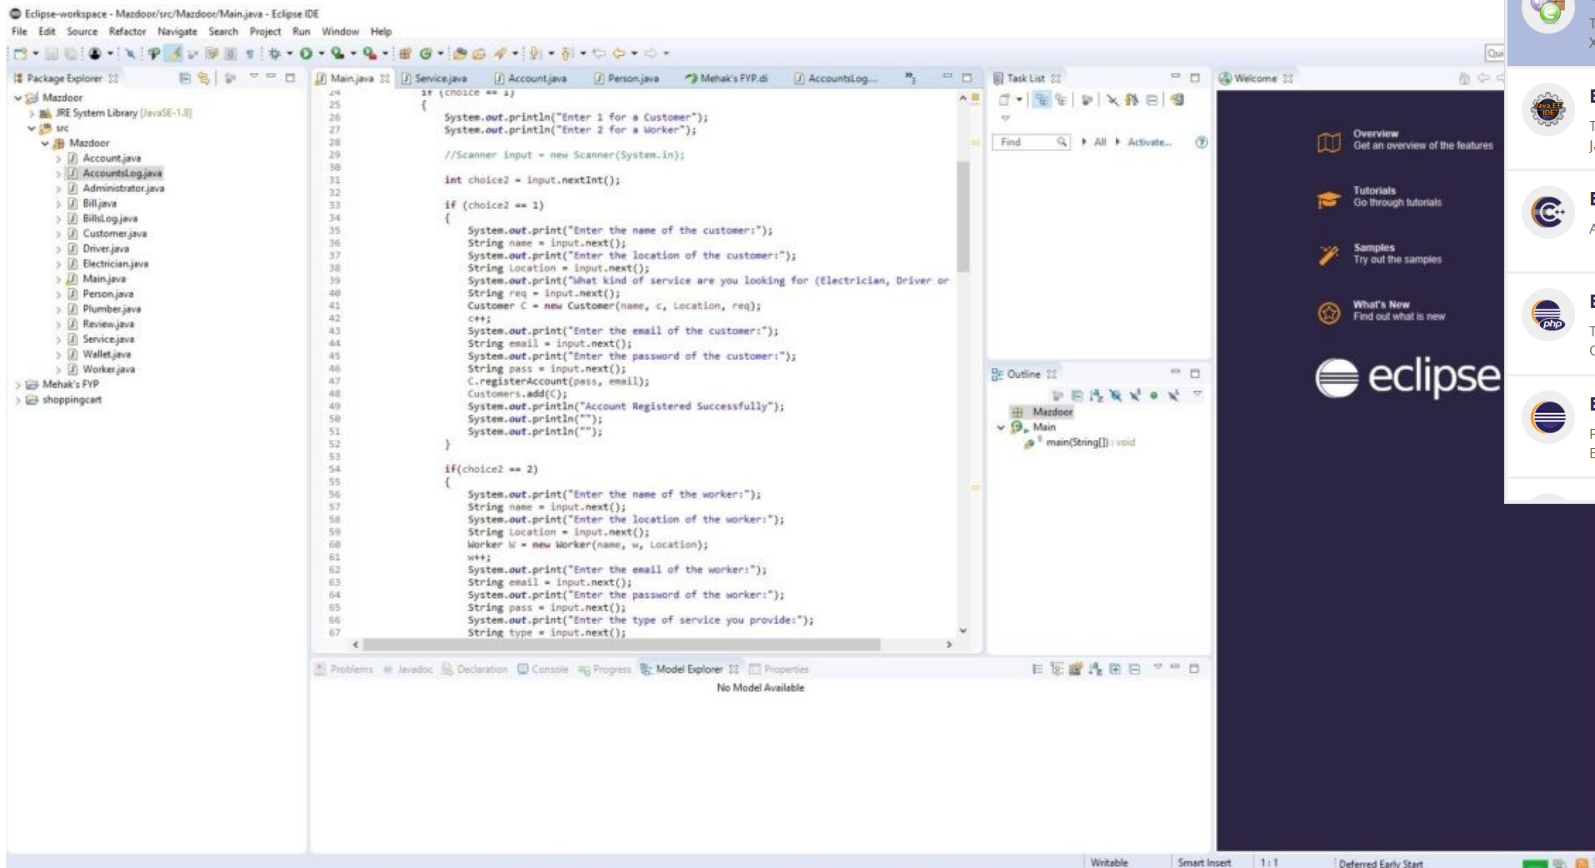 Eclipse-workspace - Mazdoor/src/Mazdoor/Main.java - Eclipse IDE
File Edit Source Refactor Navigate Search Project Run Window Help
Qui
Package Explorer
Mazdoor
JRE System Library [JavaSE-1.8]
src
Mazdoor
Account.java
AccountsLog.java
Administrator.java
Bill.java
BillsLog.java
Customer.java
Driver.java
Electrician.java
Main.java
Person.java
Plumber.java
Review.java
Service.java
Wallet.java
Worker.java
Mehak's FYP
shoppingcart
Main.java Service.java Account.java Person.java Mehak's FYP.di AccountsLog....
24 if (choice == 1)
25 {
26 System.out.println("Enter 1 for a Customer");
27 System.out.println("Enter 2 for a Worker");
28
29 //Scanner input = new Scanner(System.in);
30
31 int choice2 = input.nextInt();
32
33 if (choice2 == 1)
34 {
35 System.out.print("Enter the name of the customer:");
36 String name = input.next();
37 System.out.print("Enter the location of the customer:");
38 String Location = input.next();
39 System.out.print("What kind of service are you looking for (Electrician, Driver or
40 String req = input.next();
41 Customer C = new Customer(name, c, Location, req);
42 c++;
43 System.out.print("Enter the email of the customer:");
44 String email = input.next();
45 System.out.print("Enter the password of the customer:");
46 String pass = input.next();
47 C.registerAccount(pass, email);
48 Customers.add(C);
49 System.out.println("Account Registered Successfully");
50 System.out.println("");
51 System.out.println("");
52 }
53
54 if(choice2 == 2)
55 {
56 System.out.print("Enter the name of the worker:");
57 String name = input.next();
58 System.out.print("Enter the location of the worker:");
59 String Location = input.next();
60 Worker W = new Worker(name, w, Location);
61 w++;
62 System.out.print("Enter the email of the worker:");
63 String email = input.next();
64 System.out.print("Enter the password of the worker:");
65 String pass = input.next();
66 System.out.print("Enter the type of service you provide:");
67 String type = input.next();
Task List
Find All Activate...
Outline
Mazdoor
Main
main(String[]) : void
Problems Javadoc Declaration Console Progress Model Explorer Properties
No Model Available
Welcome
Overview
Get an overview of the features
Tutorials
Go through tutorials
Samples
Try out the samples
What's New
Find out what is new
eclipse
Java EE
IDE
C++
php
Writable Smart Insert 1:1 Deferred Early Start